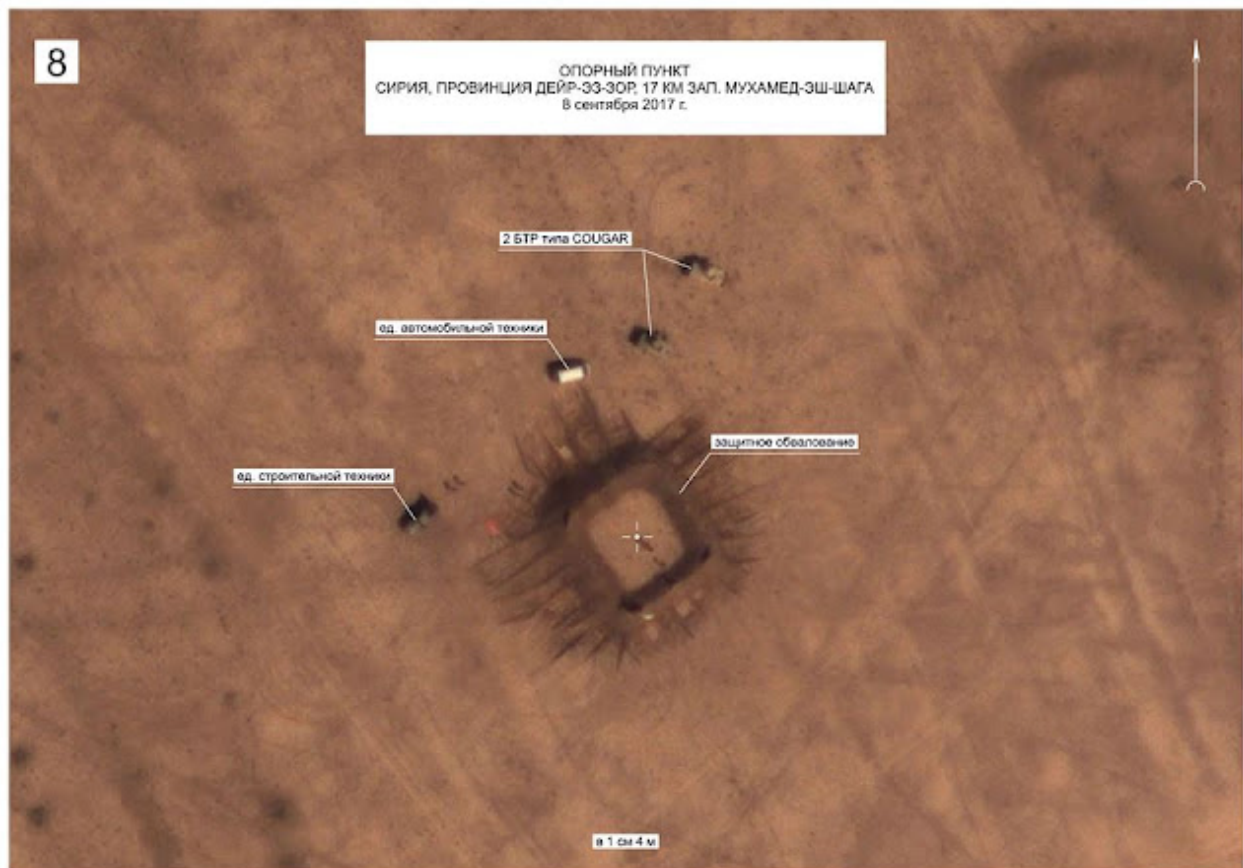 8
ОПОРНЫЙ ПУНКТ
СИРИЯ, ПРОВИНЦИЯ ДЕЙР-ЭЗ-ЗОР, 17 КМ ЗАП. МУХАМЕД-ЭШ-ШАГА
8 сентября 2017 г.
2 БТР типа COUGAR
ед. автомобильной техники
защитное обвалование
ед. строительной техники
в 1 см 4 м